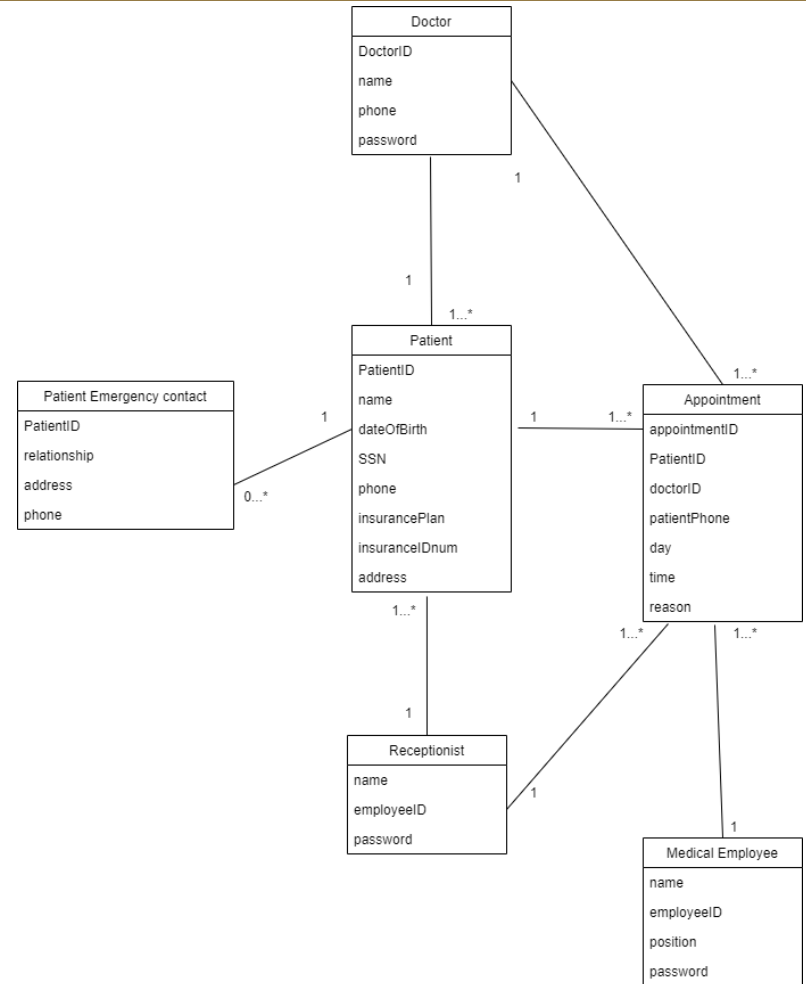 Doctor
DoctorID
name
phone
password
1
1
1...*
Patient
PatientID
name
dateOfBirth
SSN
phone
insurancePlan
insuranceIDnum
address
Patient Emergency contact
PatientID
relationship
address
phone
1
0...*
1
1...*
1...*
Appointment
appointmentID
PatientID
doctorID
patientPhone
day
time
reason
1...*
1
1...*
1...*
Receptionist
name
employeeID
password
1
1
Medical Employee
name
employeeID
position
password